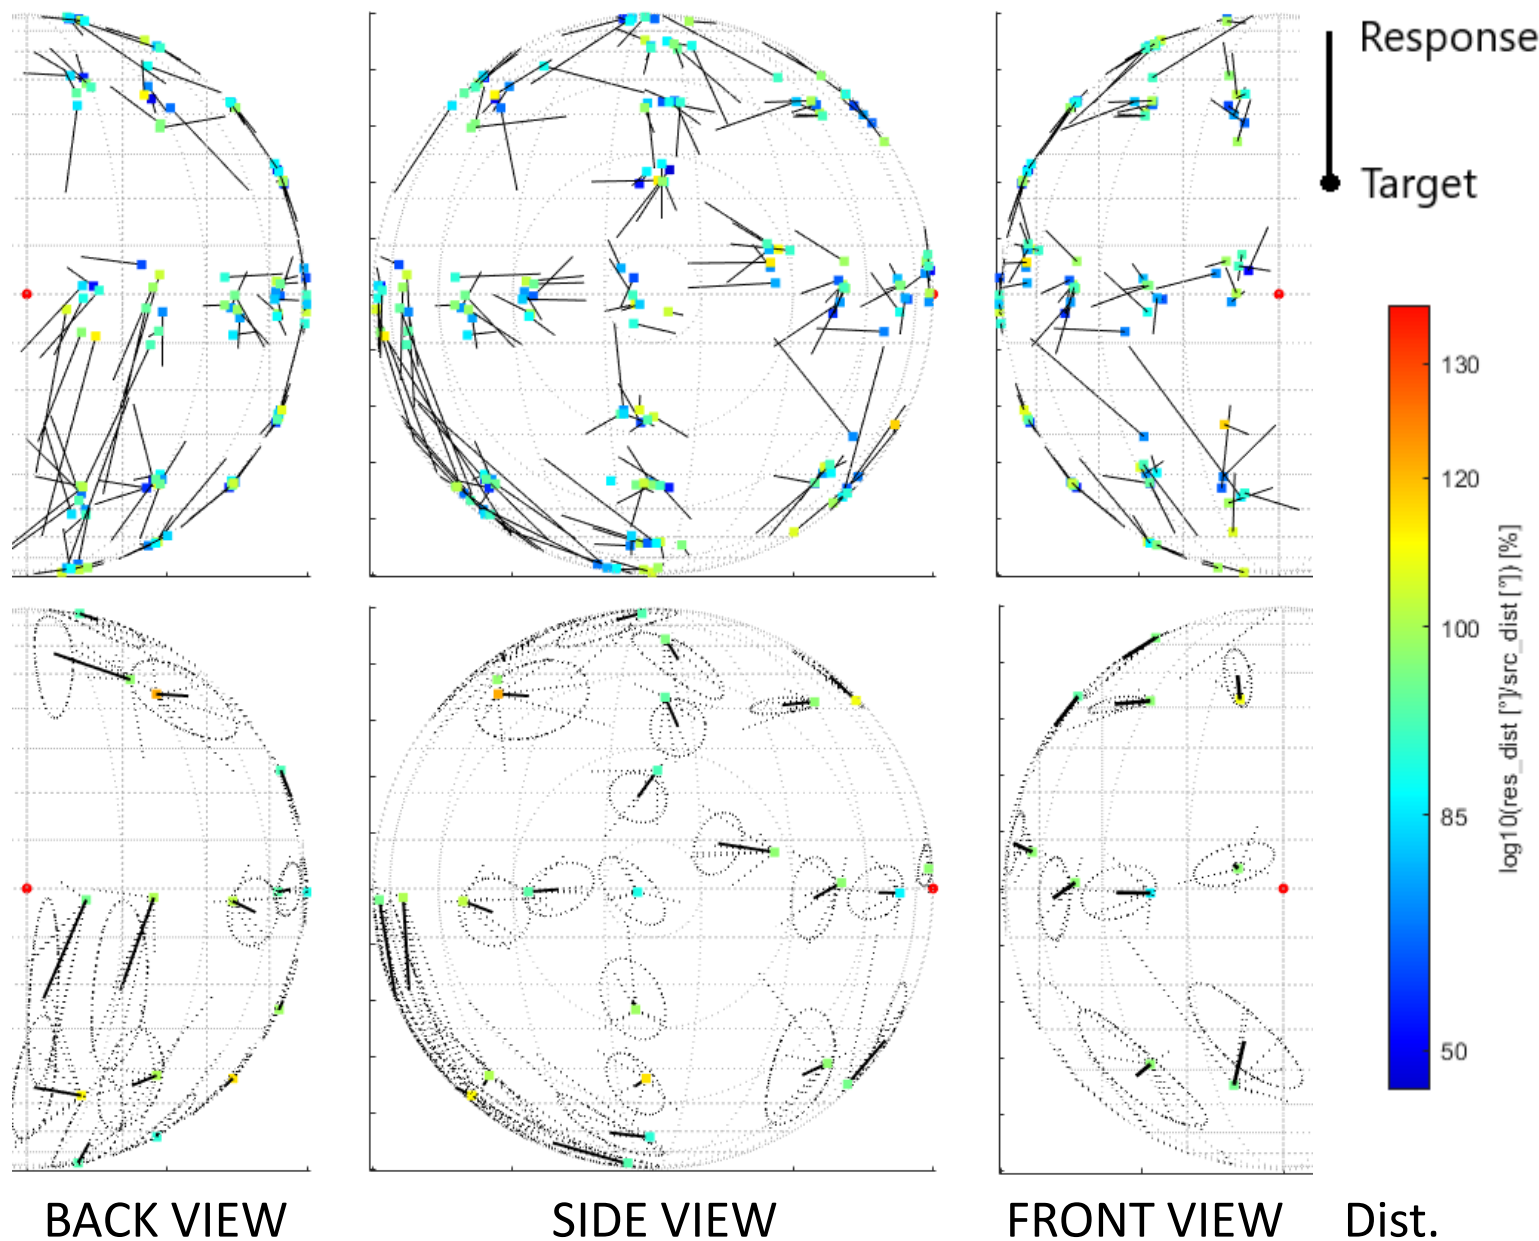 Response
Target
130
120
100
85
50
log10(res_dist [°]/src_dist [°]) [%]
BACK VIEW
SIDE VIEW
FRONT VIEW
Dist.